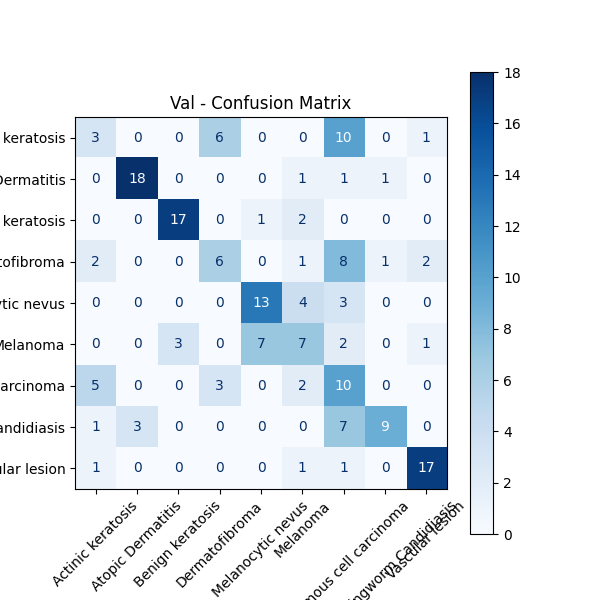 Val - Confusion Matrix
keratosis 3 0 0 6 0 0 10 0 1
Dermatitis 0 18 0 0 0 1 1 1 0
keratosis 0 0 17 0 1 2 0 0 0
tofibroma 2 0 0 6 0 1 8 1 2
tic nevus 0 0 0 0 13 4 3 0 0
Melanoma 0 0 3 0 7 7 2 0 1
arcinoma 5 0 0 3 0 2 10 0 0
andidiasis 1 3 0 0 0 0 7 9 0
ular lesion 1 0 0 0 0 1 1 0 17
Actinic keratosis
Atopic Dermatitis
Benign keratosis
Dermatofibroma
Melanocytic nevus
Melanoma
mous cell carcinoma
ingworm Candidiasis
Vascular lesion
18
16
14
12
10
8
6
4
2
0